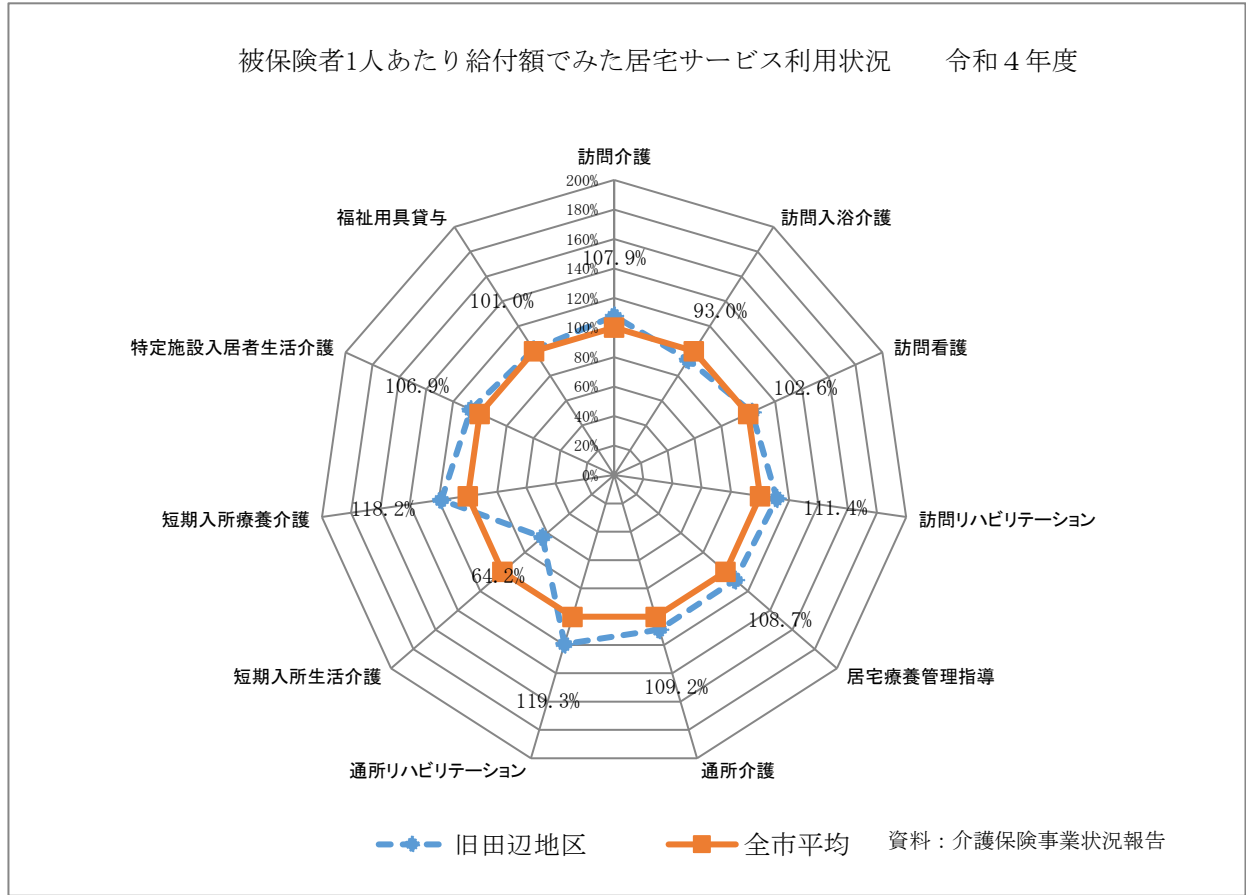 被保険者1人あたり給付額でみた居宅サービス利用状況　　令和４年度
訪問介護
200%
180%
160%
140%
120%
100%
80%
60%
40%
20%
0%
107.9%
訪問入浴介護
93.0%
訪問看護
102.6%
訪問リハビリテーション
111.4%
居宅療養管理指導
108.7%
通所介護
109.2%
通所リハビリテーション
119.3%
短期入所生活介護
64.2%
短期入所療養介護
118.2%
特定施設入居者生活介護
106.9%
福祉用具貸与
101.0%
旧田辺地区
全市平均
資料：介護保険事業状況報告